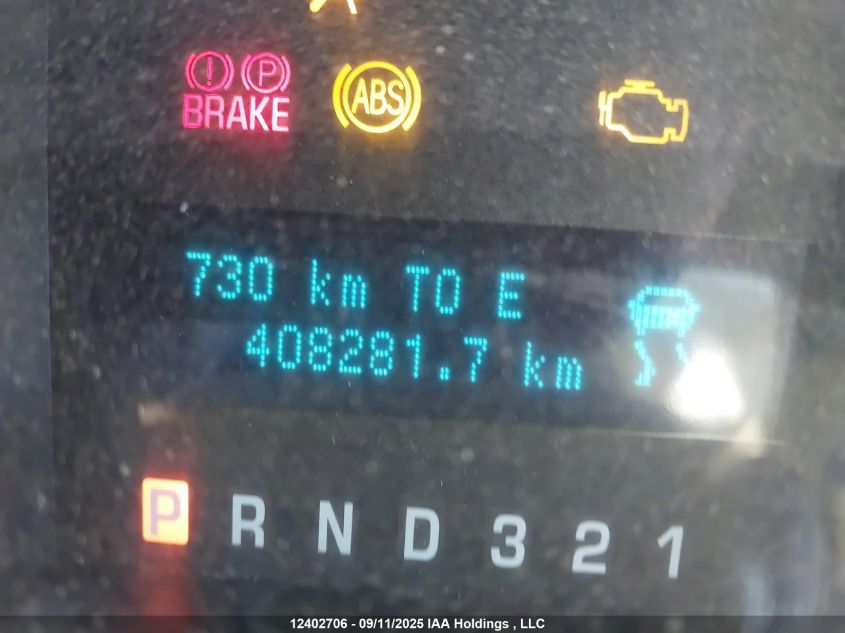 ! P
BRAKE
ABS
730 km TO E
408281.7 km
P R N D 3 2 1
12402706 - 09/11/2025 IAA Holdings , LLC